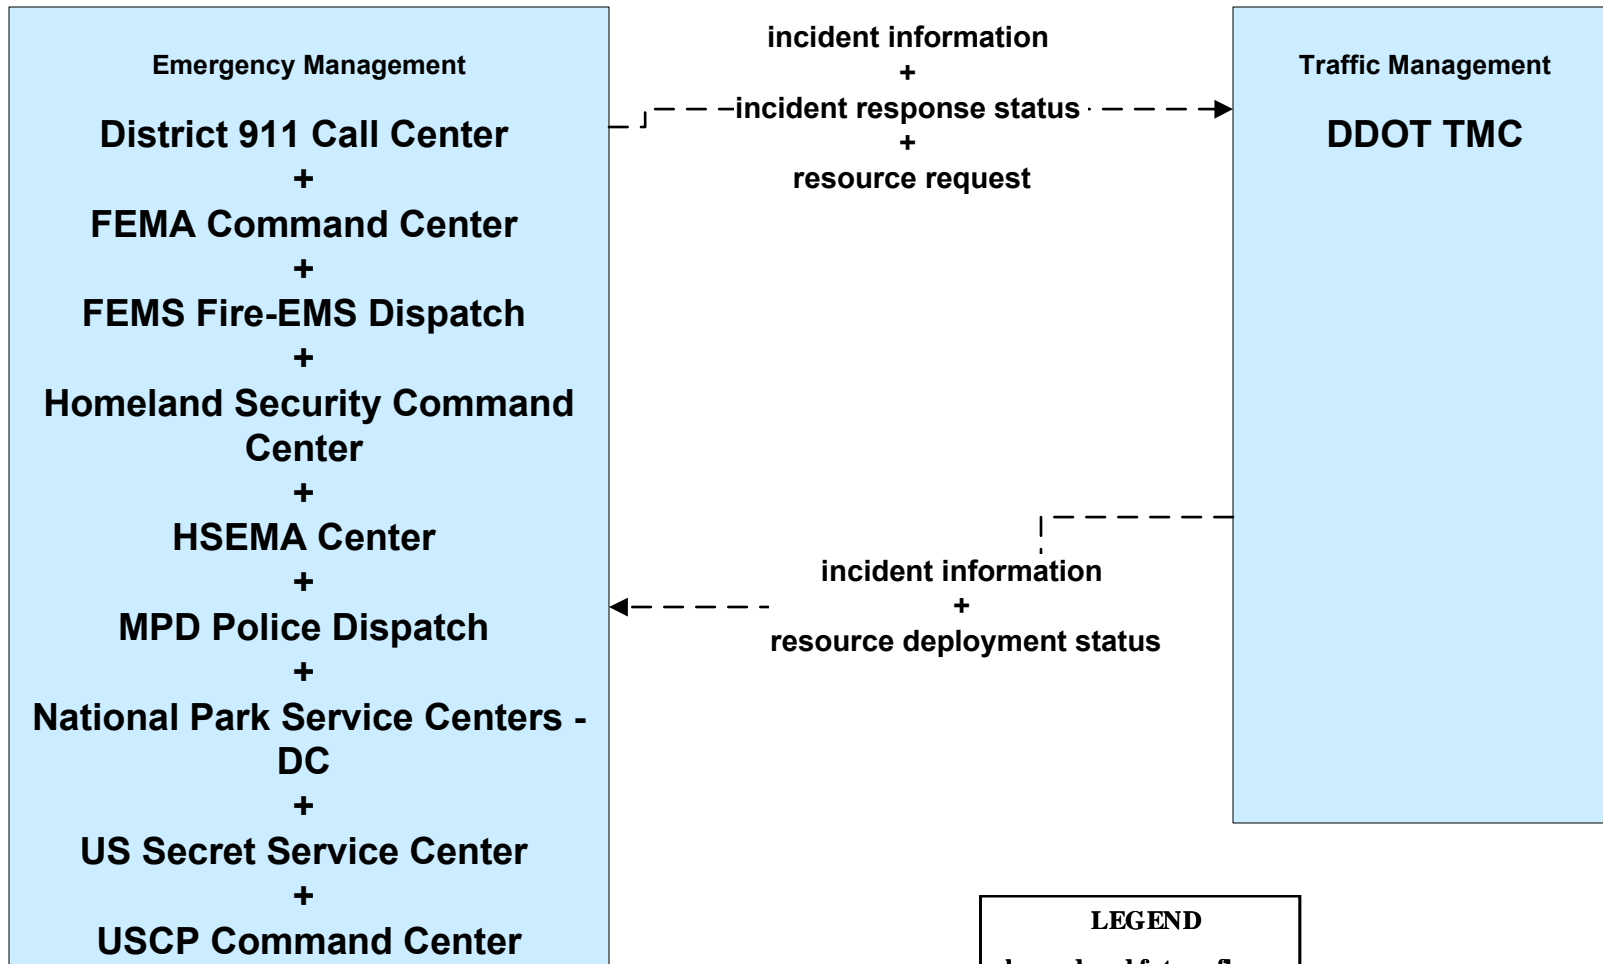 Emergency Management
District 911 Call Center
+
FEMA Command Center
+
FEMS Fire-EMS Dispatch
+
Homeland Security Command
Center
+
HSEMA Center
+
MPD Police Dispatch
+
National Park Service Centers -
DC
+
US Secret Service Center
+
USCP Command Center
incident information
+
incident response status
+
resource request
Traffic Management
DDOT TMC
incident information
+
resource deployment status
LEGEND